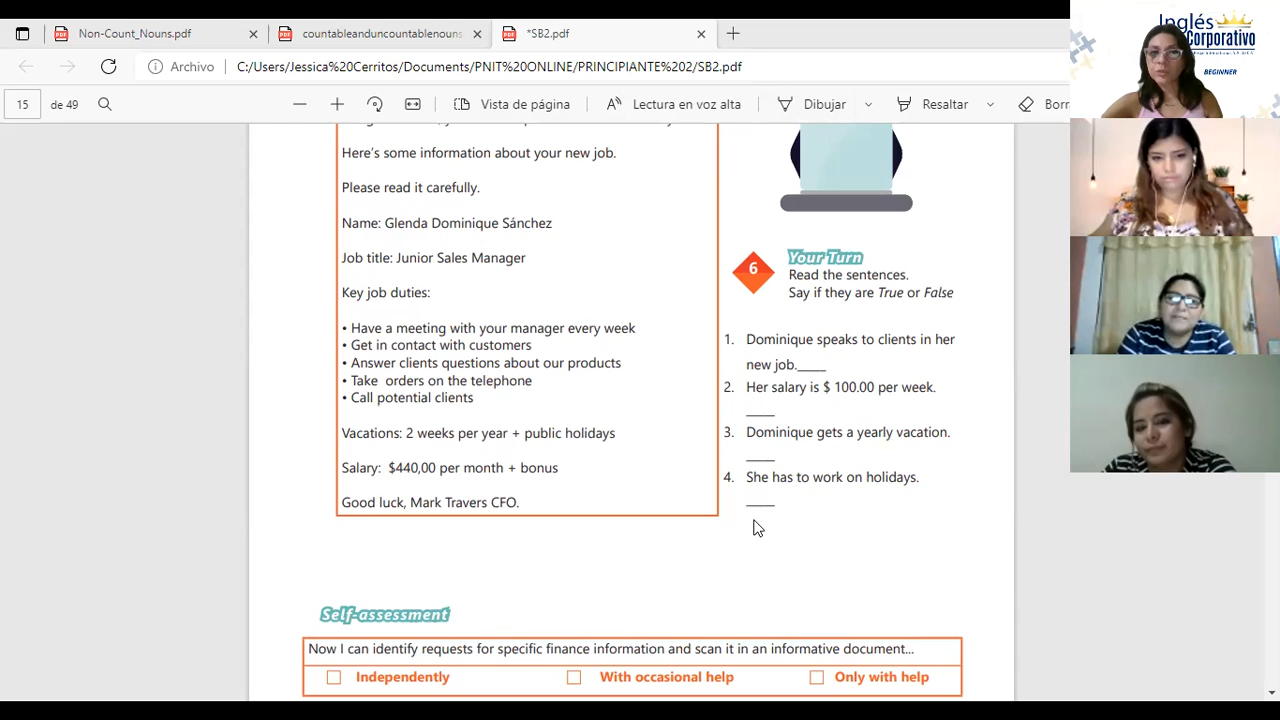 Non-Count_Nouns.pdf
countableanduncountablenouns
*SB2.pdf
Archivo
C:/Users/Jessica%20Cerritos/Documents/PNL%20ONLINE/PRINCIPIANTE%202/SB2.pdf
15 de 49
Vista de página
Lectura en voz alta
Dibujar
Resaltar
Borr
Here's some information about your new job.
Please read it carefully.
Name: Glenda Dominique Sánchez
Job title: Junior Sales Manager
Key job duties:
• Have a meeting with your manager every week
• Get in contact with customers
• Answer clients questions about our products
• Take orders on the telephone
• Call potential clients
Vacations: 2 weeks per year + public holidays
Salary: $440,00 per month + bonus
Good luck, Mark Travers CFO.
6 Your Turn
Read the sentences.
Say if they are True or False
1. Dominique speaks to clients in her
new job.____
2. Her salary is $ 100.00 per week.
____
3. Dominique gets a yearly vacation.
____
4. She has to work on holidays.
____
Self-assessment
Now I can identify requests for specific finance information and scan it in an informative document...
Independently
With occasional help
Only with help
Inglés
Corporativo
BEGINNER